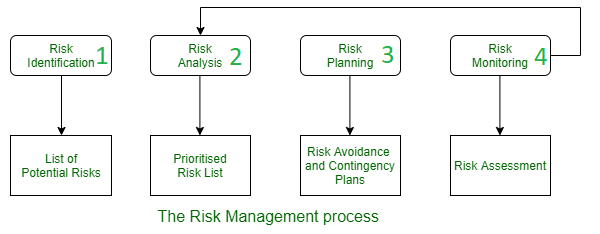 Risk
Identification 1
Risk
Analysis 2
Risk
Planning 3
Risk
Monitoring 4
List of
Potential Risks
Prioritised
Risk List
Risk Avoidance
and Contingency
Plans
Risk Assessment
The Risk Management process